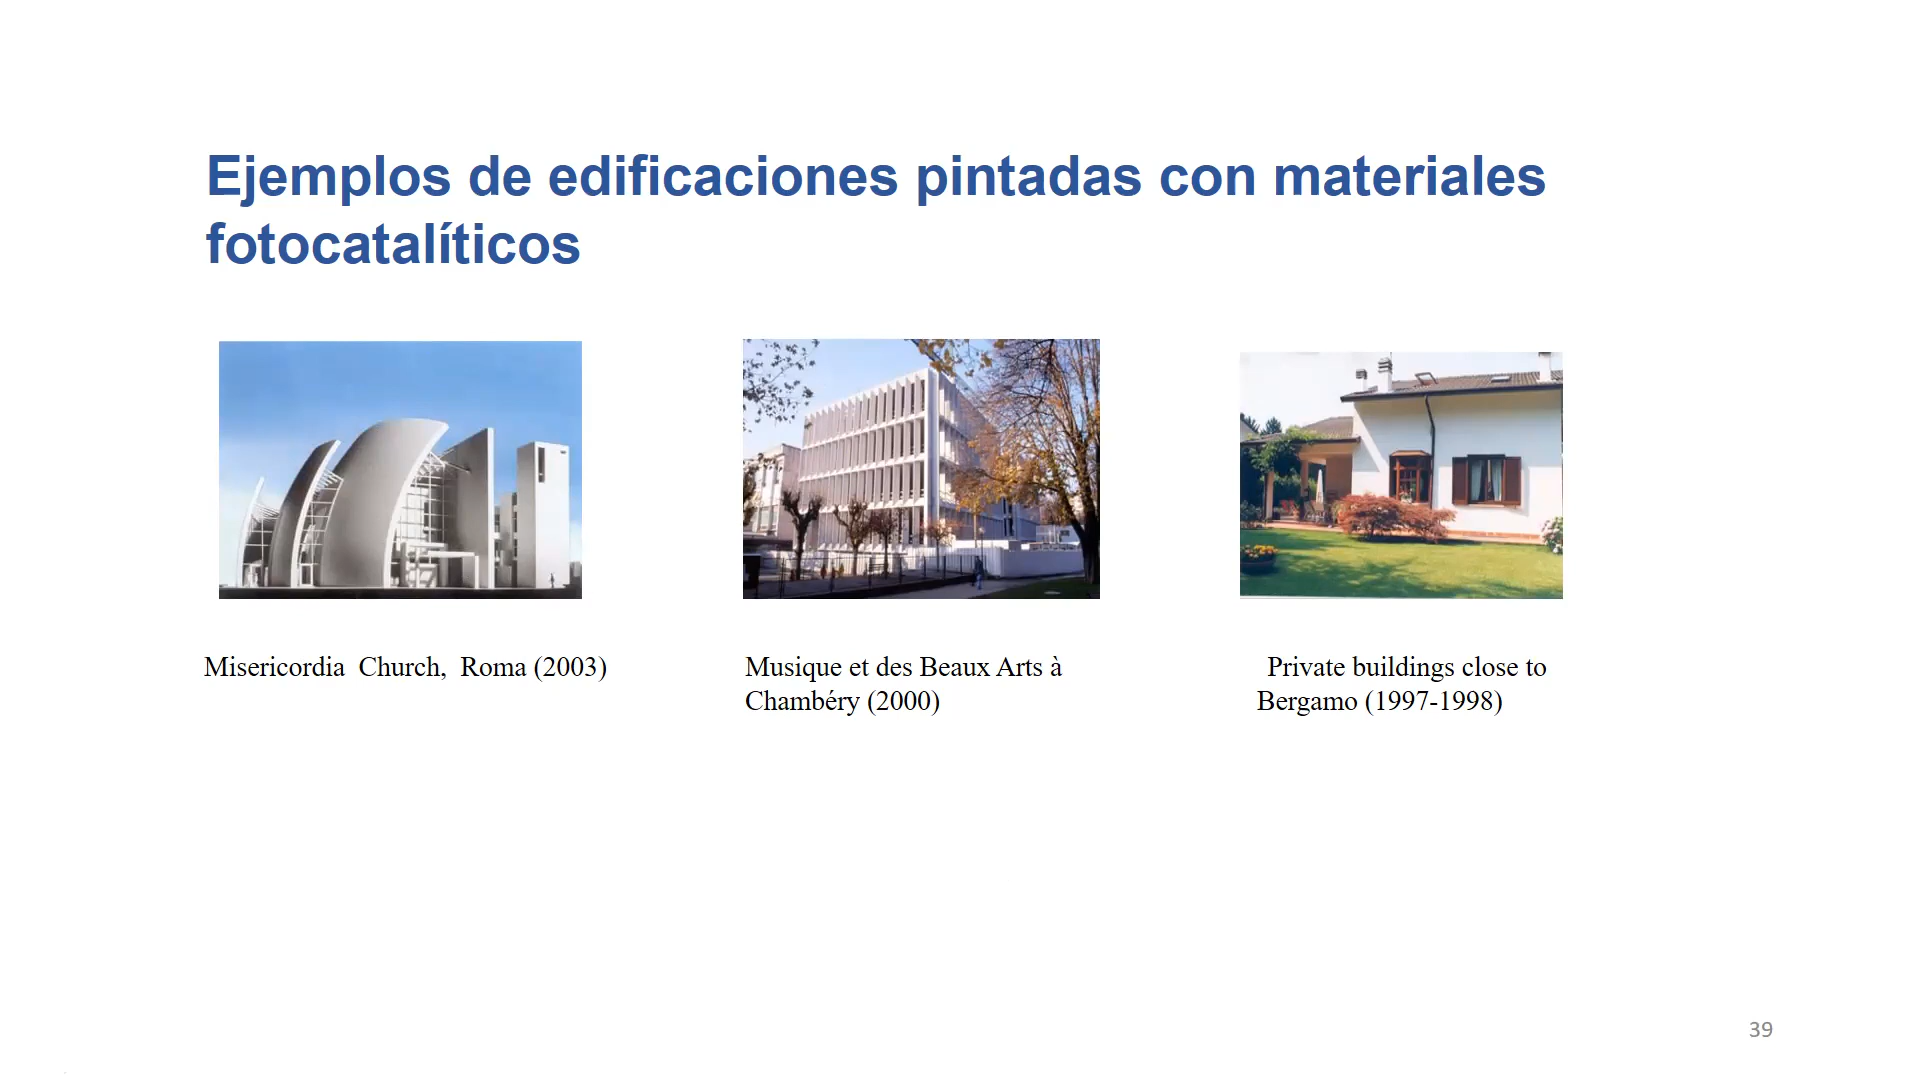 Ejemplos de edificaciones pintadas con materiales
fotocatalíticos
Misericordia Church, Roma (2003)
Musique et des Beaux Arts à
Chambéry (2000)
Private buildings close to
Bergamo (1997-1998)
39